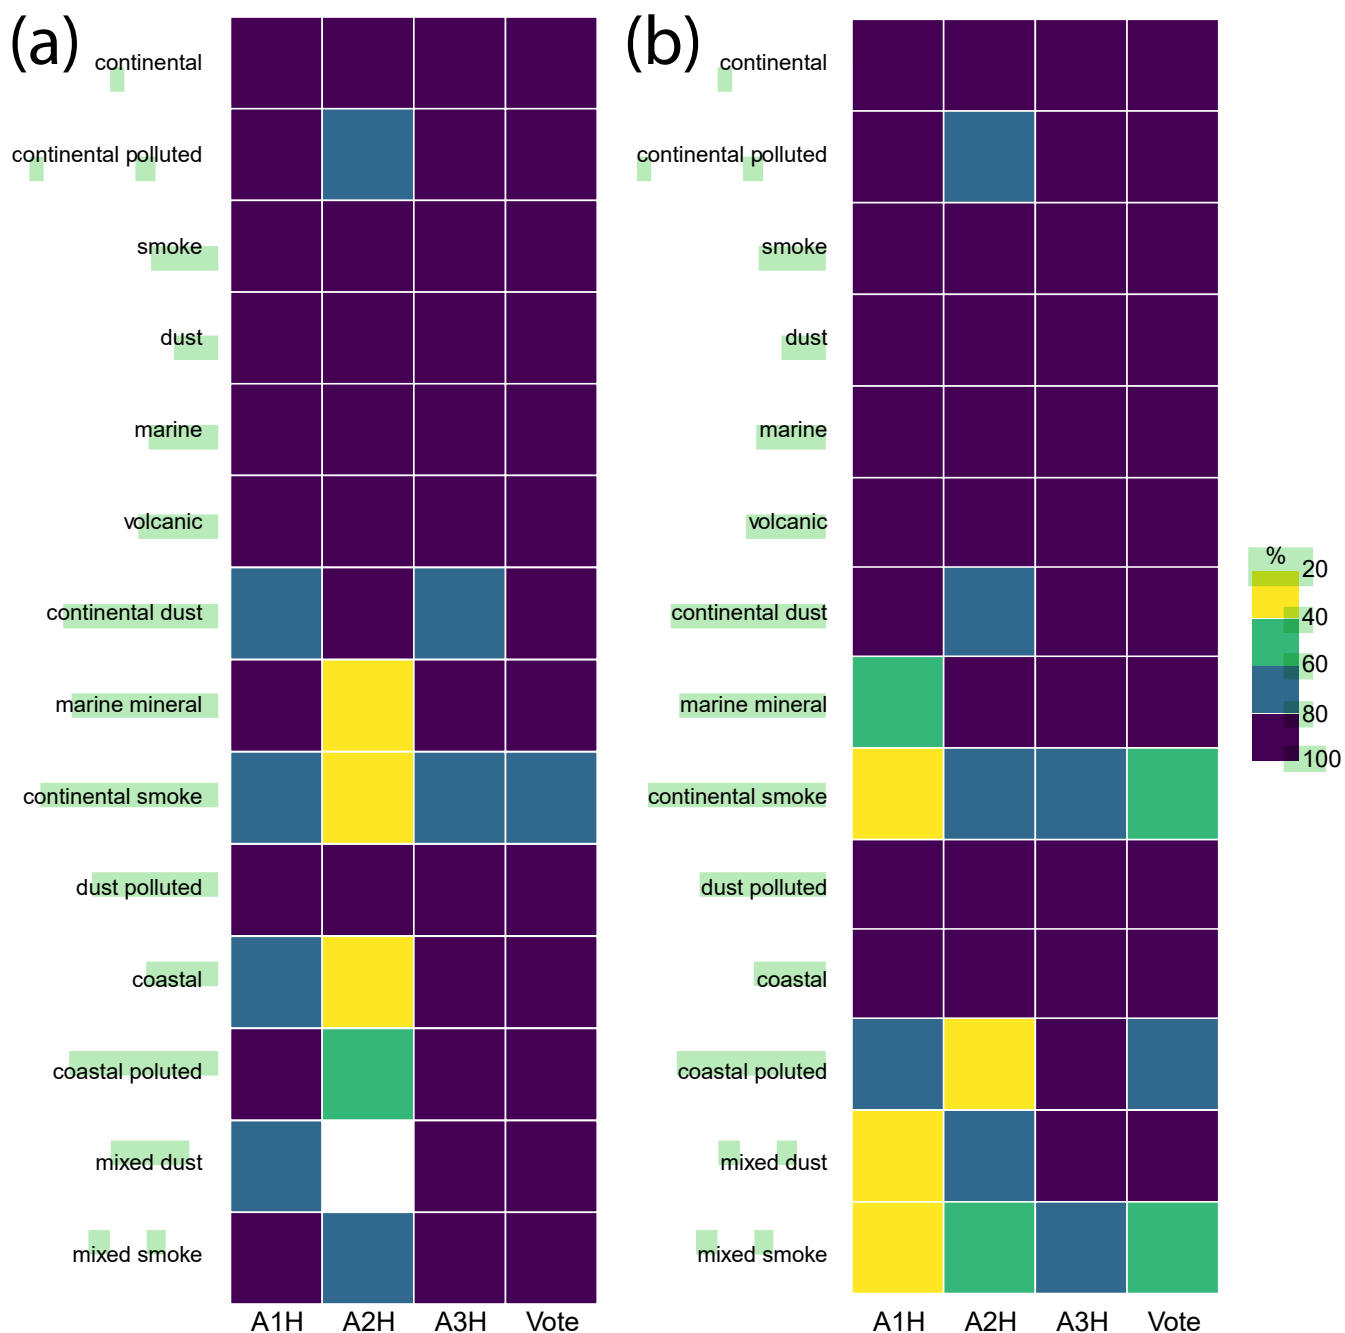 (a)
continental
continental polluted
smoke
dust
marine
volcanic
continental dust
marine mineral
continental smoke
dust polluted
coastal
coastal poluted
mixed dust
mixed smoke
A1H A2H A3H Vote
(b)
continental
continental polluted
smoke
dust
marine
volcanic
continental dust
marine mineral
continental smoke
dust polluted
coastal
coastal poluted
mixed dust
mixed smoke
A1H A2H A3H Vote
%
20
40
60
80
100